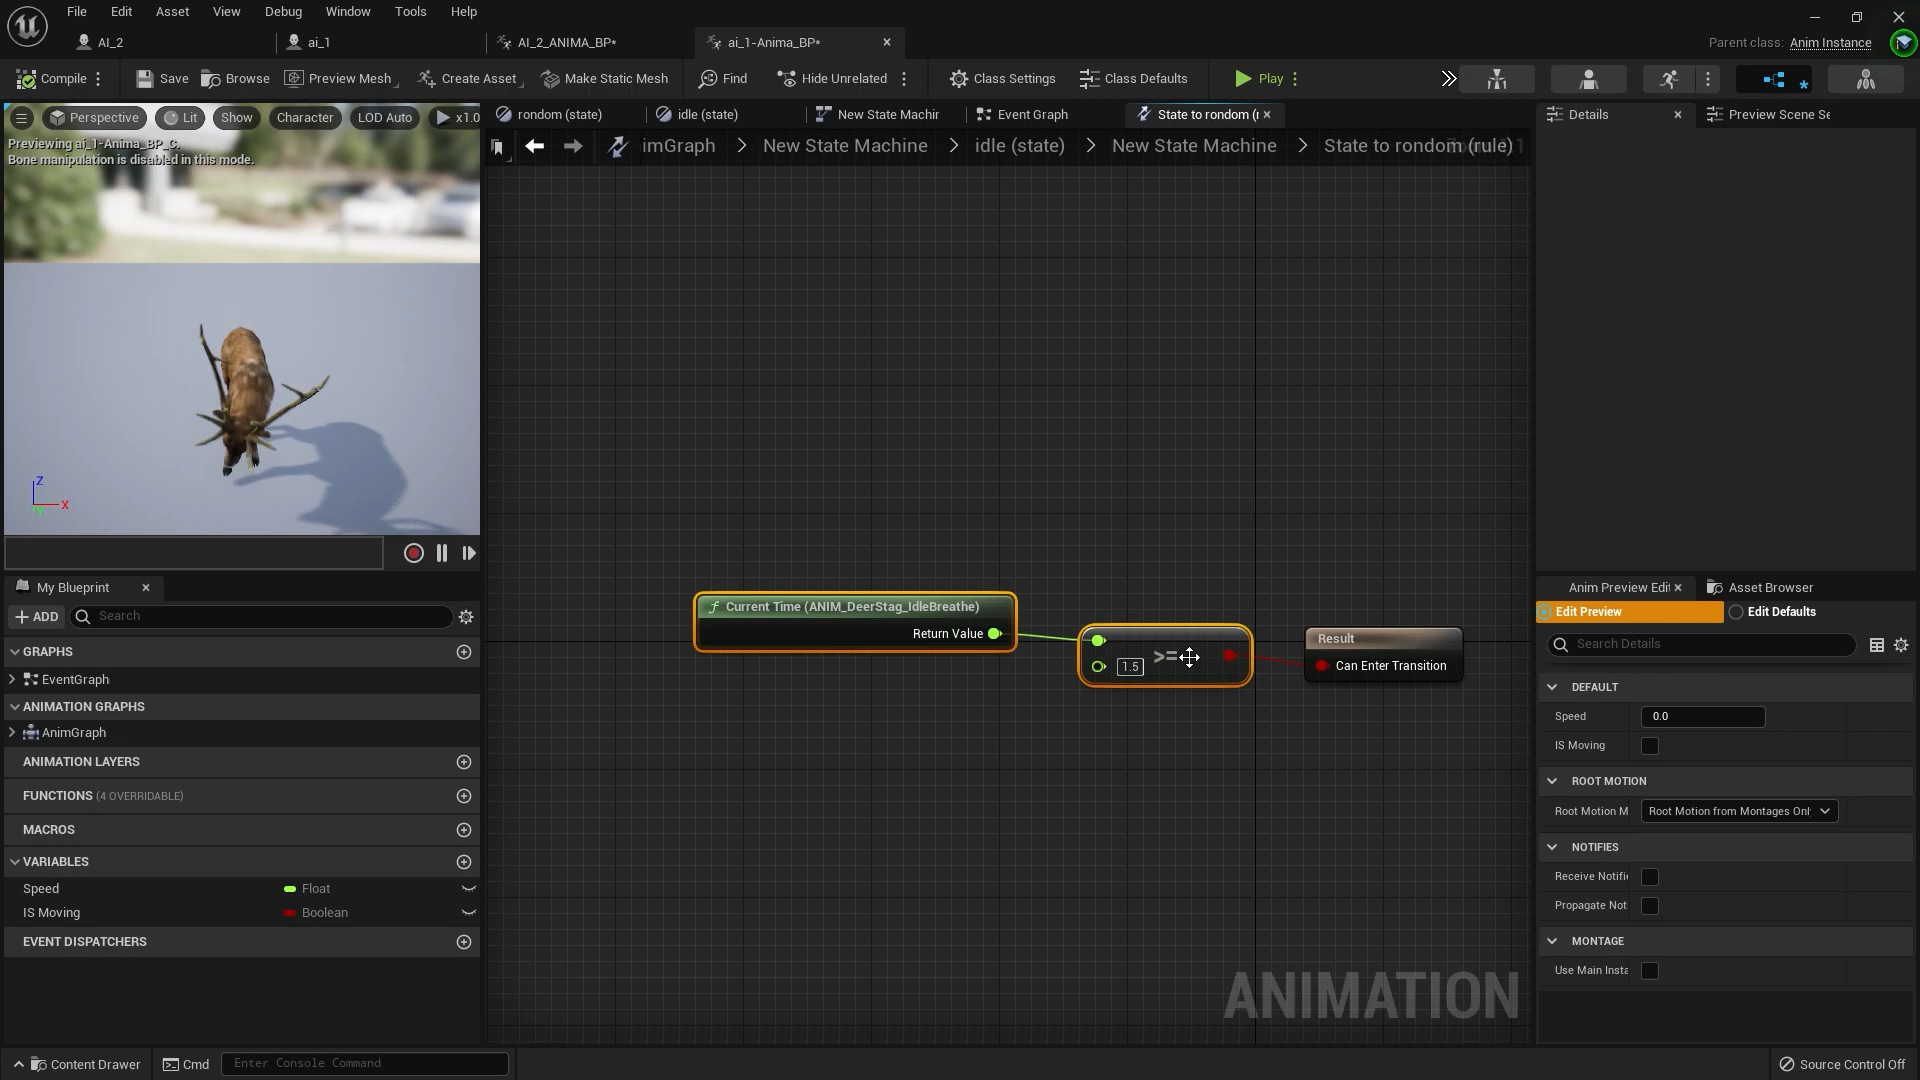 File Edit Asset View Debug Window Tools Help
AI_2
ai_1
AI_2_ANIMA_BP*
ai_1-Anima_BP*
Parent class: Anim Instance
Compile
Save
Browse
Preview Mesh
Create Asset
Make Static Mesh
Find
Hide Unrelated
Class Settings
Class Defaults
Play
Perspective
Lit
Show
Character
LOD Auto
x1.0
Previewing ai_1-Anima_BP_C.
Bone manipulation is disabled in this mode.
Z
X
Y
rondom (state)
idle (state)
New State Machir
Event Graph
State to rondom (r
imGraph > New State Machine > idle (state) > New State Machine > State to rondom (rule)
Current Time (ANIM_DeerStag_IdleBreathe)
Return Value
1.5
>=
Result
Can Enter Transition
ANIMATION
My Blueprint
ADD
Search
GRAPHS
EventGraph
ANIMATION GRAPHS
AnimGraph
ANIMATION LAYERS
FUNCTIONS (4 OVERRIDABLE)
MACROS
VARIABLES
Speed Float
IS Moving Boolean
EVENT DISPATCHERS
Details
Preview Scene Se
Anim Preview Edit
Asset Browser
Edit Preview
Edit Defaults
Search Details
DEFAULT
Speed 0.0
IS Moving
ROOT MOTION
Root Motion M Root Motion from Montages Onl
NOTIFIES
Receive Notifi
Propagate Not
MONTAGE
Use Main Insta
Content Drawer
Cmd
Enter Console Command
Source Control Off